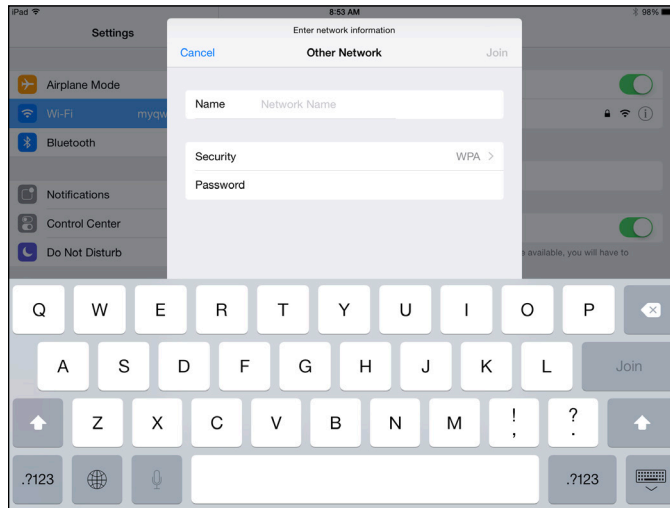 iPad 8:53 AM 98%
Settings
Enter network information
Cancel Other Network Join
Airplane Mode
Name Network Name
Wi-Fi myqw
Bluetooth
Security WPA
Password
Notifications
Control Center
Do Not Disturb
s available, you will have to
Q W E R T Y U I O P
A S D F G H J K L Join
Z X C V B N M ! , ? .
.?123 .?123